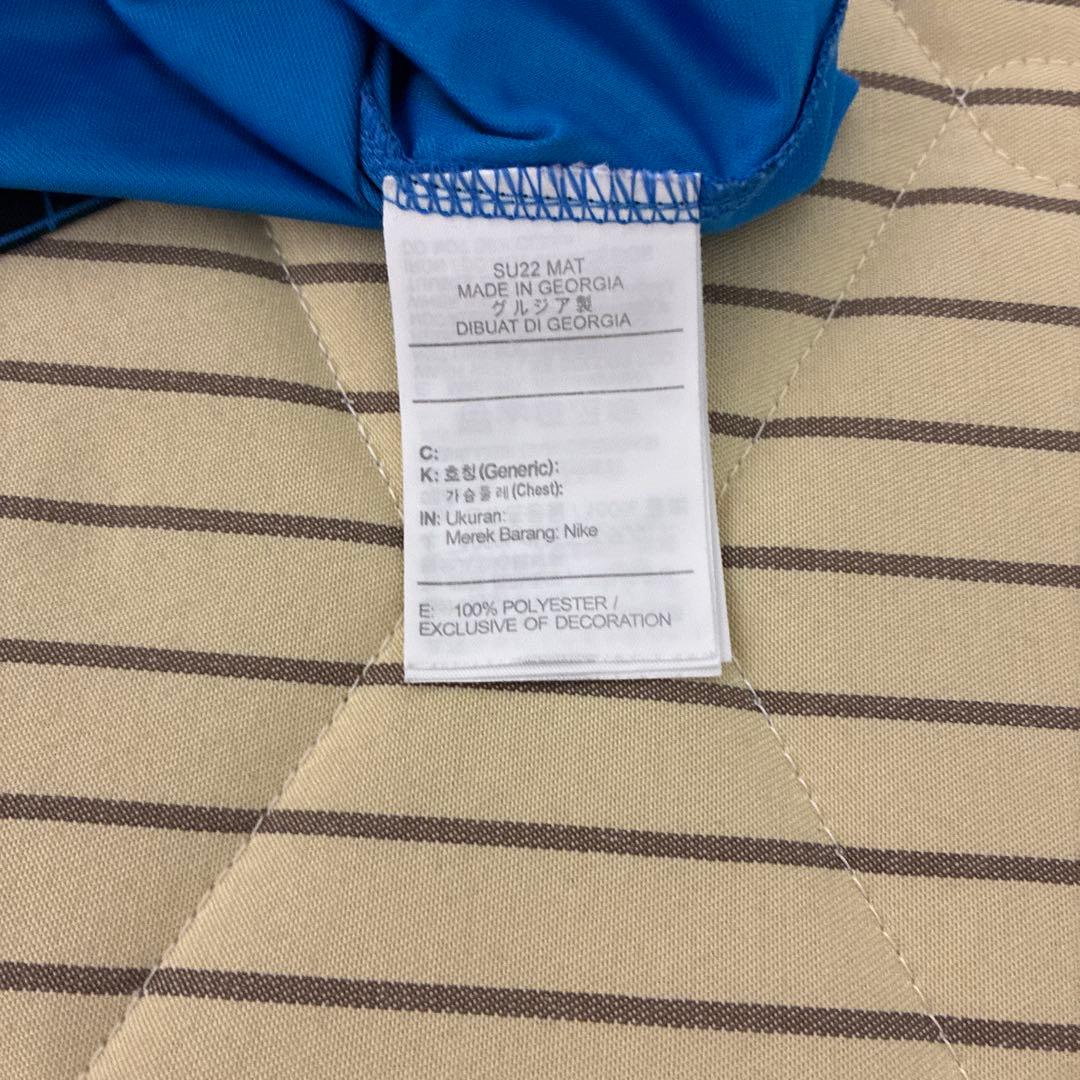 SU22 MAT
MADE IN GEORGIA
グルジア製
DIBUAT DI GEORGIA
C:
K: 호칭(Generic):
가슴둘레(Chest):
IN: Ukuran:
Merek Barang: Nike
E: 100% POLYESTER /
EXCLUSIVE OF DECORATION